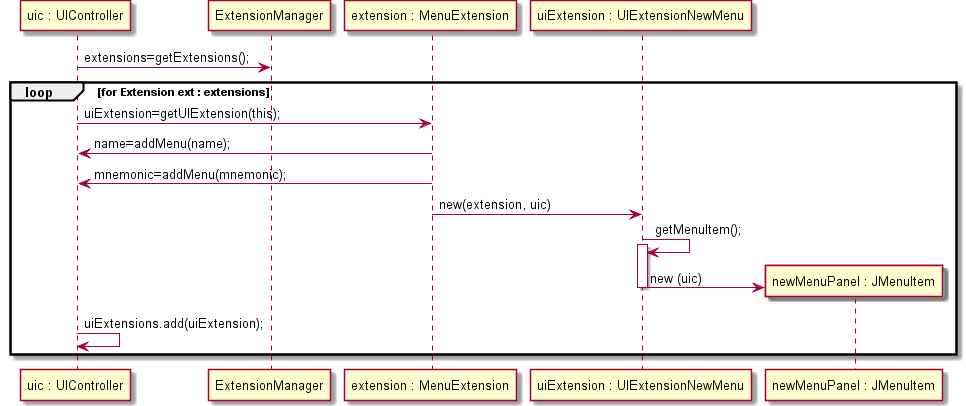 uic : UIController
ExtensionManager
extension : MenuExtension
uiExtension : UIExtensionNewMenu
extensions=getExtensions();
loop
[for Extension ext : extensions]
uiExtension=getUIExtension(this);
name=addMenu(name);
mnemonic=addMenu(mnemonic);
new(extension, uic)
getMenuItem();
new (uic)
newMenuPanel : JMenuItem
uiExtensions.add(uiExtension);
uic : UIController
ExtensionManager
extension : MenuExtension
uiExtension : UIExtensionNewMenu
newMenuPanel : JMenuItem